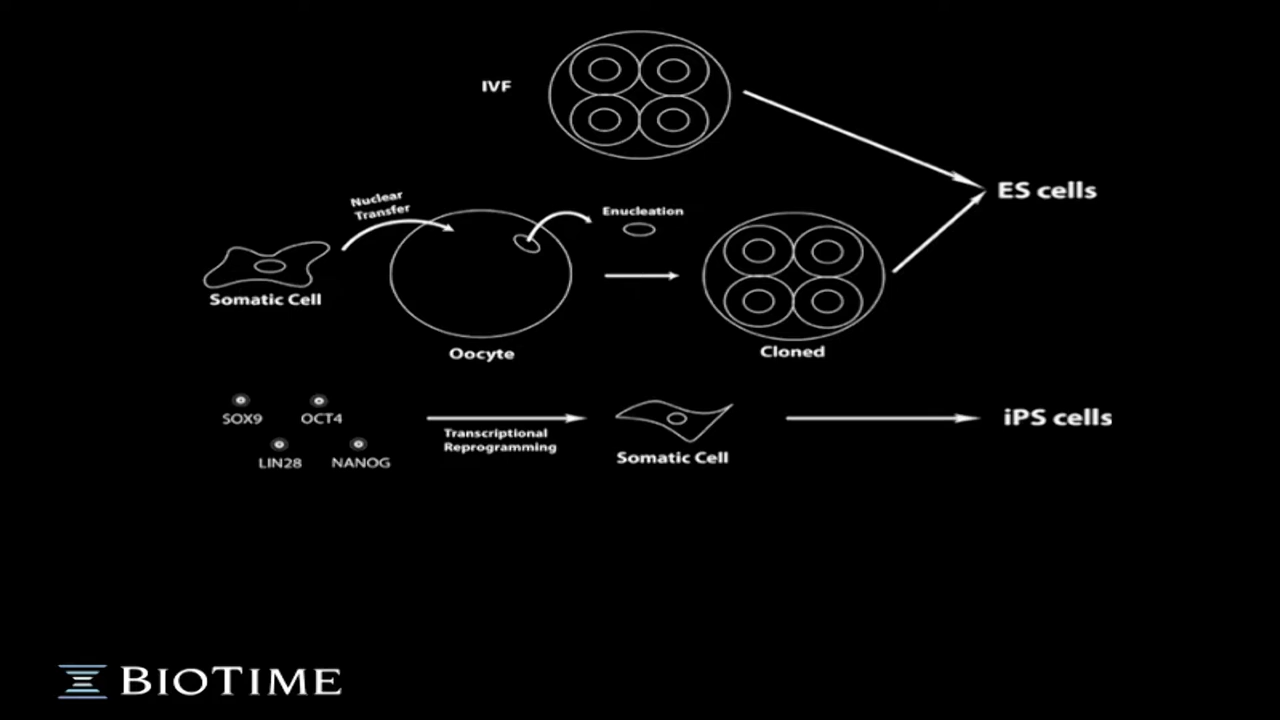 IVF
ES cells
Nuclear
Transfer
Enucleation
Somatic Cell
Oocyte
Cloned
SOX9
OCT4
LIN28
NANOG
Transcriptional
Reprogramming
Somatic Cell
iPS cells
BIOTIME